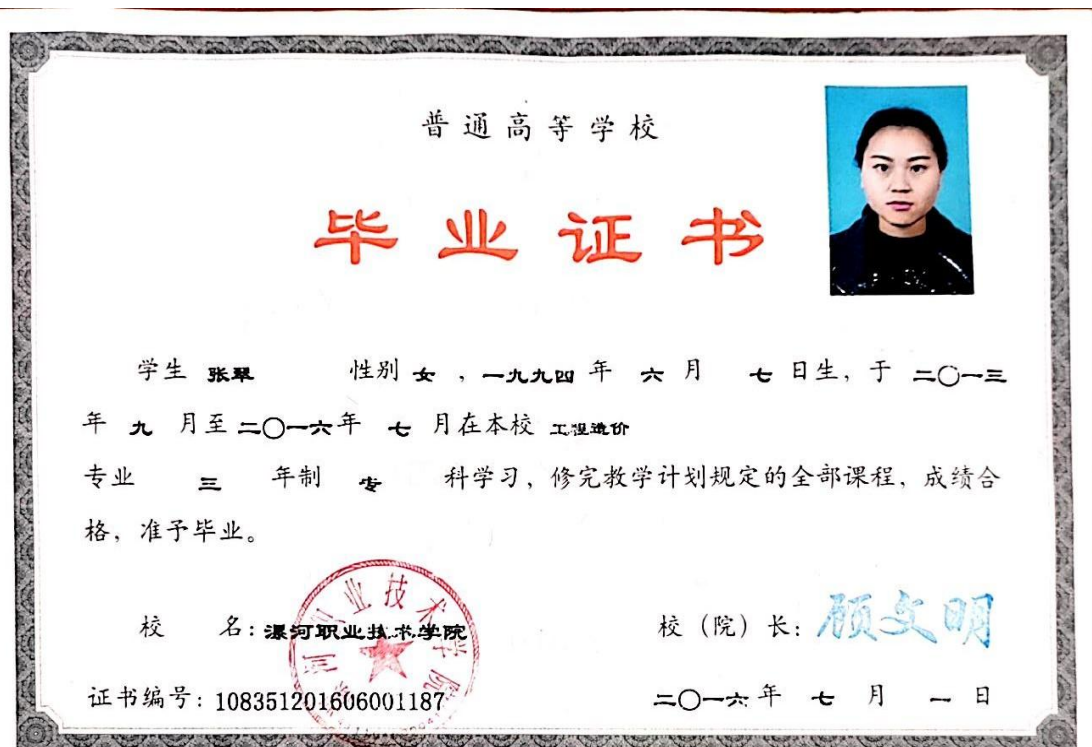 普通高等学校
毕业证书
学生 张翠 性别 女 ，一九九四 年 六 月 七 日生，于 二〇一三
年 九 月至 二〇一六年 七 月在本校 工程造价
专业 三 年制 专 科学习，修完教学计划规定的全部课程，成绩合
格，准予毕业。
校 名：漯河职业技术学院
校（院）长：顾文明
证书编号：108351201606001187
二〇一六 年 七 月 一 日